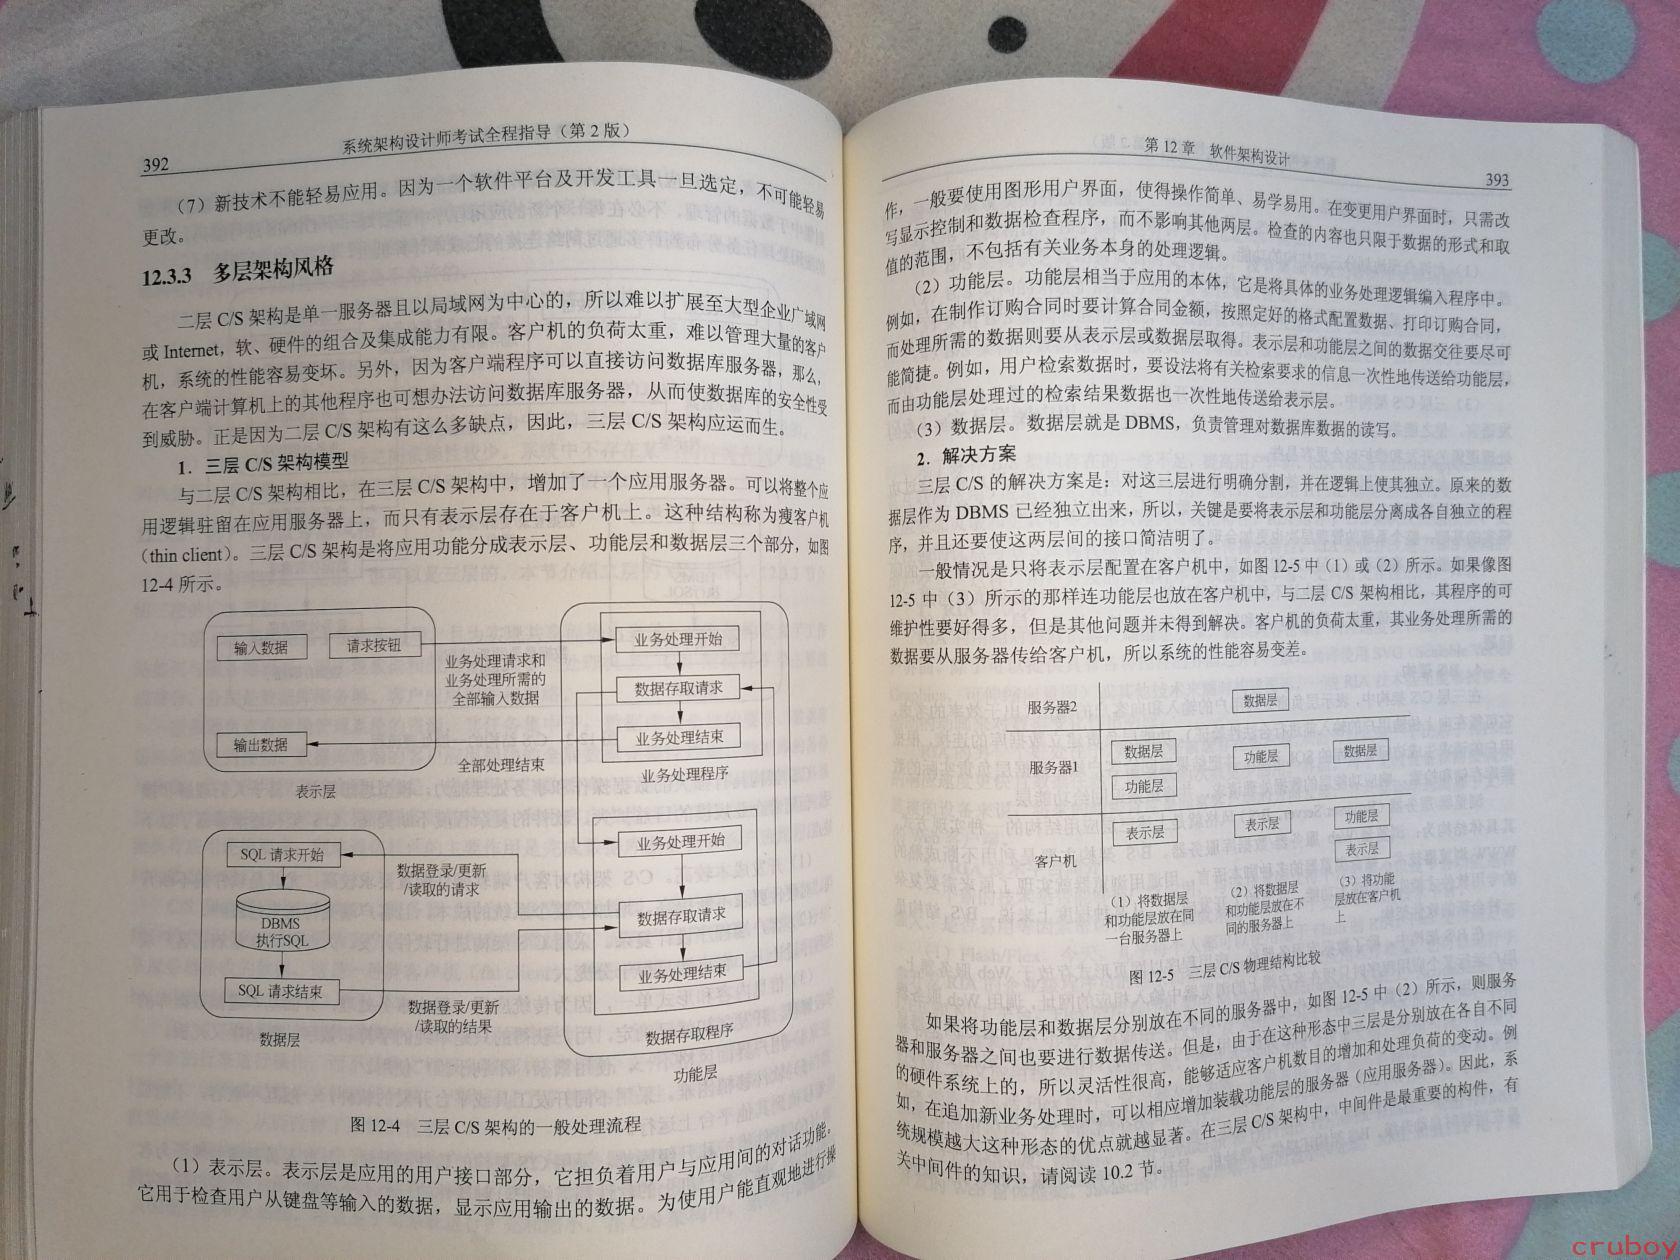 392
系统架构设计师考试全程指导（第 2 版）
（7）新技术不能轻易应用。因为一个软件平台及开发工具一旦选定，不可能轻易
更改。
12.3.3 多层架构风格
二层 C/S 架构是单一服务器且以局域网为中心的，所以难以扩展至大型企业广域网
或 Internet，软、硬件的组合及集成能力有限。客户机的负荷太重，难以管理大量的客户
机，系统的性能容易变坏。另外，因为客户端程序可以直接访问数据库服务器，那么，
在客户端计算机上的其他程序也可想办法访问数据库服务器，从而使数据库的安全性受
到威胁。正是因为二层 C/S 架构有这么多缺点，因此，三层 C/S 架构应运而生。
1．三层 C/S 架构模型
与二层 C/S 架构相比，在三层 C/S 架构中，增加了一个应用服务器。可以将整个应
用逻辑驻留在应用服务器上，而只有表示层存在于客户机上。这种结构称为瘦客户机
（thin client）。三层 C/S 架构是将应用功能分成表示层、功能层和数据层三个部分，如图
12-4 所示。
输入数据
请求按钮
业务处理请求和
业务处理所需的
全部输入数据
输出数据
全部处理结束
表示层
业务处理开始
数据存取请求
业务处理结束
业务处理程序
SQL 请求开始
DBMS
执行SQL
SQL 请求结束
数据层
数据登录/更新
/读取的请求
数据登录/更新
/读取的结果
业务处理开始
数据存取请求
业务处理结束
数据存取程序
功能层
图 12-4 三层 C/S 架构的一般处理流程
（1）表示层。表示层是应用的用户接口部分，它担负着用户与应用间的对话功能。
它用于检查用户从键盘等输入的数据，显示应用输出的数据。为使用户能直观地进行操
第 12 章 软件架构设计
393
作，一般要使用图形用户界面，使得操作简单、易学易用。在变更用户界面时，只需改
写显示控制和数据检查程序，而不影响其他两层。检查的内容也只限于数据的形式和取
值的范围，不包括有关业务本身的处理逻辑。
（2）功能层。功能层相当于应用的本体，它是将具体的业务处理逻辑编入程序中。
例如，在制作订购合同时要计算合同金额，按照定好的格式配置数据、打印订购合同，
而处理所需的数据则要从表示层或数据层取得。表示层和功能层之间的数据交往要尽可
能简捷。例如，用户检索数据时，要设法将有关检索要求的信息一次性地传送给功能层，
而由功能层处理过的检索结果数据也一次性地传送给表示层。
（3）数据层。数据层就是 DBMS，负责管理对数据库数据的读写。
2．解决方案
三层 C/S 的解决方案是：对这三层进行明确分割，并在逻辑上使其独立。原来的数
据层作为 DBMS 已经独立出来，所以，关键是要将表示层和功能层分离成各自独立的程
序，并且还要使这两层间的接口简洁明了。
一般情况是只将表示层配置在客户机中，如图 12-5 中（1）或（2）所示。如果像图
12-5 中（3）所示的那样连功能层也放在客户机中，与二层 C/S 架构相比，其程序的可
维护性要好得多，但是其他问题并未得到解决。客户机的负荷太重，其业务处理所需的
数据要从服务器传给客户机，所以系统的性能容易变差。
服务器2
数据层
服务器1
数据层
功能层
功能层
数据层
客户机
表示层
表示层
功能层
表示层
（1）将数据层
和功能层放在同
一台服务器上
（2）将数据层
和功能层放在不
同的服务器上
（3）将功能
层放在客户机
上
图 12-5 三层 C/S 物理结构比较
如果将功能层和数据层分别放在不同的服务器中，如图 12-5 中（2）所示，则服务
器和服务器之间也要进行数据传送。但是，由于在这种形态中三层是分别放在各自不同
的硬件系统上的，所以灵活性很高，能够适应客户机数目的增加和处理负荷的变动。例
如，在追加新业务处理时，可以相应增加装载功能层的服务器（应用服务器）。因此，系
统规模越大这种形态的优点就越显著。在三层 C/S 架构中，中间件是最重要的构件，有
关中间件的知识，请阅读 10.2 节。
cruboy